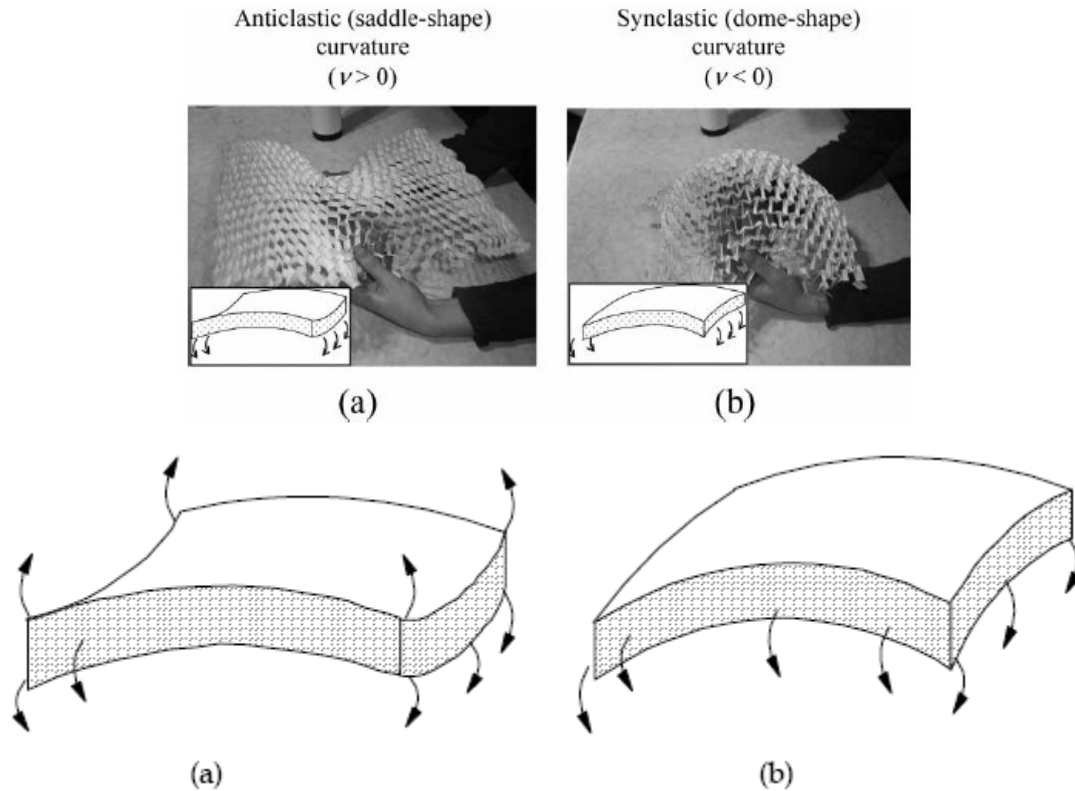 Anticlastic (saddle-shape)
curvature
(ν > 0)
Synclastic (dome-shape)
curvature
(ν < 0)
(a)
(b)
(a)
(b)